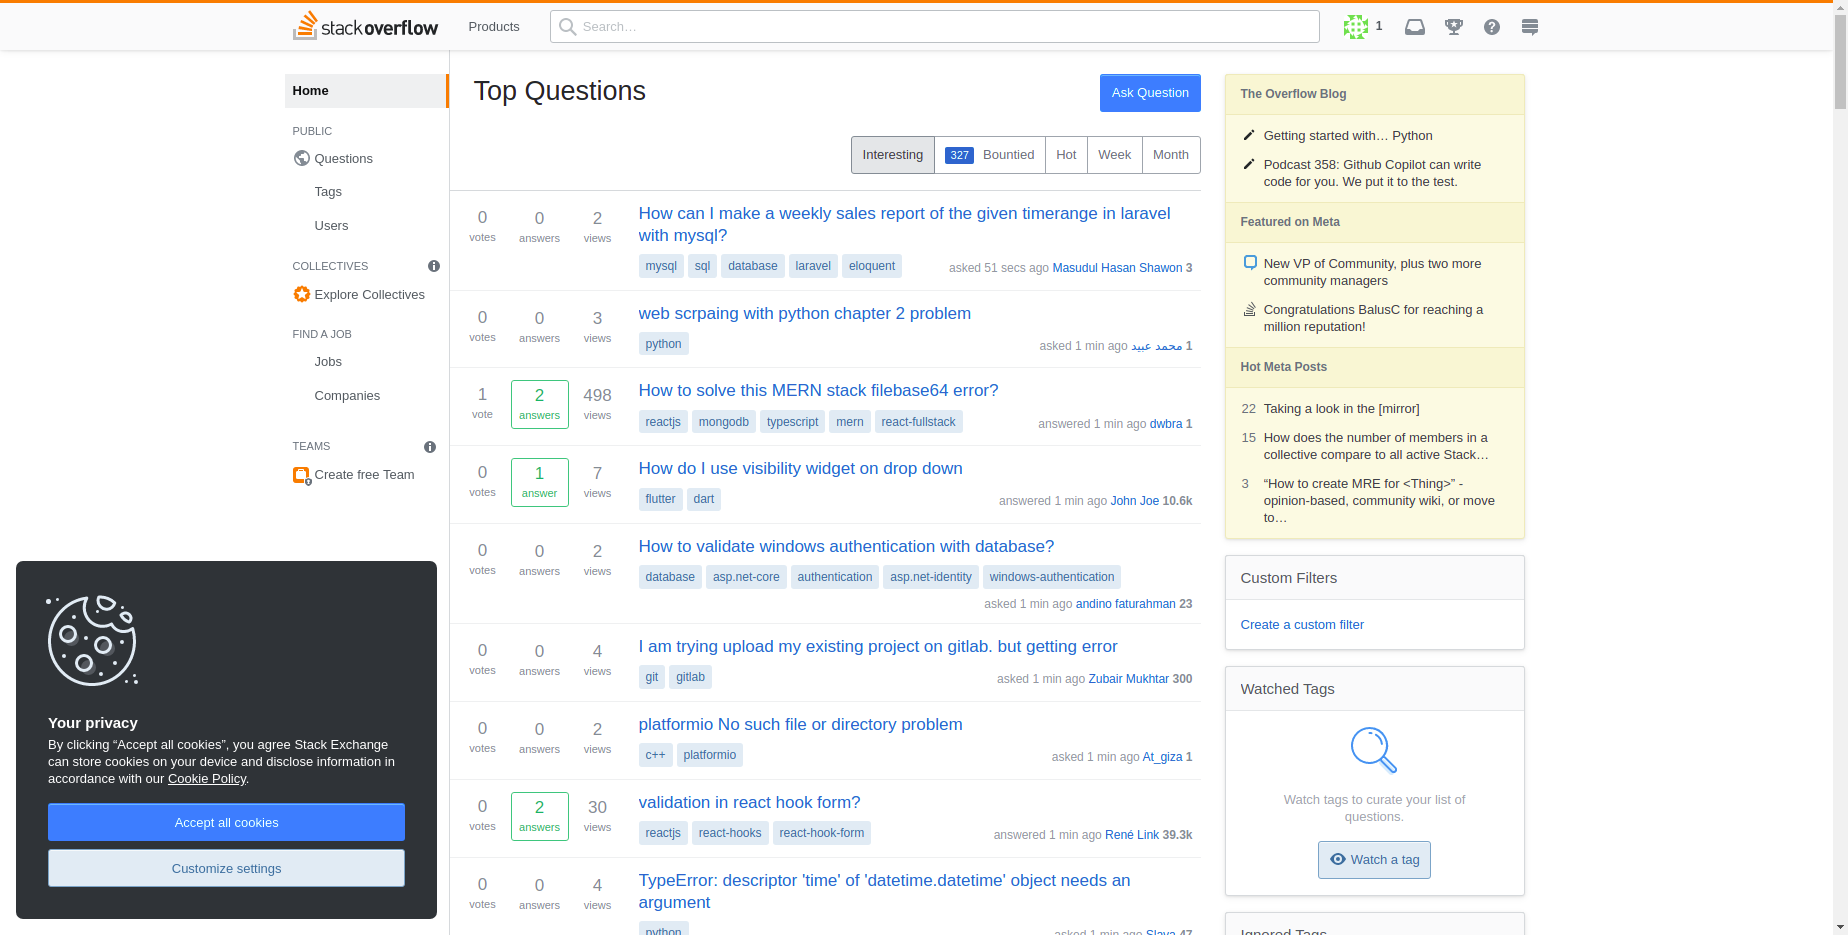 stackoverflow
Products
Search…
1
Home
PUBLIC
Questions
Tags
Users
COLLECTIVES
Explore Collectives
FIND A JOB
Jobs
Companies
TEAMS
Create free Team
Top Questions
Ask Question
Interesting
327 Bountied
Hot
Week
Month
0 votes
0 answers
2 views
How can I make a weekly sales report of the given timerange in laravel
with mysql?
mysql sql database laravel eloquent
asked 51 secs ago Masudul Hasan Shawon 3
0 votes
0 answers
3 views
web scrpaing with python chapter 2 problem
python
asked 1 min ago محمد عبيد 1
1 vote
2 answers
498 views
How to solve this MERN stack filebase64 error?
reactjs mongodb typescript mern react-fullstack
answered 1 min ago dwbra 1
0 votes
1 answer
7 views
How do I use visibility widget on drop down
flutter dart
answered 1 min ago John Joe 10.6k
0 votes
0 answers
2 views
How to validate windows authentication with database?
database asp.net-core authentication asp.net-identity windows-authentication
asked 1 min ago andino faturahman 23
0 votes
0 answers
4 views
I am trying upload my existing project on gitlab. but getting error
git gitlab
asked 1 min ago Zubair Mukhtar 300
0 votes
0 answers
2 views
platformio No such file or directory problem
c++ platformio
asked 1 min ago At_giza 1
0 votes
2 answers
30 views
validation in react hook form?
reactjs react-hooks react-hook-form
answered 1 min ago René Link 39.3k
0 votes
0 answers
4 views
TypeError: descriptor 'time' of 'datetime.datetime' object needs an
argument
python
asked 1 min ago Slava 47
The Overflow Blog
Getting started with… Python
Podcast 358: Github Copilot can write
code for you. We put it to the test.
Featured on Meta
New VP of Community, plus two more
community managers
Congratulations BalusC for reaching a
million reputation!
Hot Meta Posts
22 Taking a look in the [mirror]
15 How does the number of members in a
collective compare to all active Stack…
3 “How to create MRE for <Thing>” -
opinion-based, community wiki, or move
to…
Custom Filters
Create a custom filter
Watched Tags
Watch tags to curate your list of
questions.
Watch a tag
Ignored Tags
Your privacy
By clicking “Accept all cookies”, you agree Stack Exchange
can store cookies on your device and disclose information in
accordance with our Cookie Policy.
Accept all cookies
Customize settings